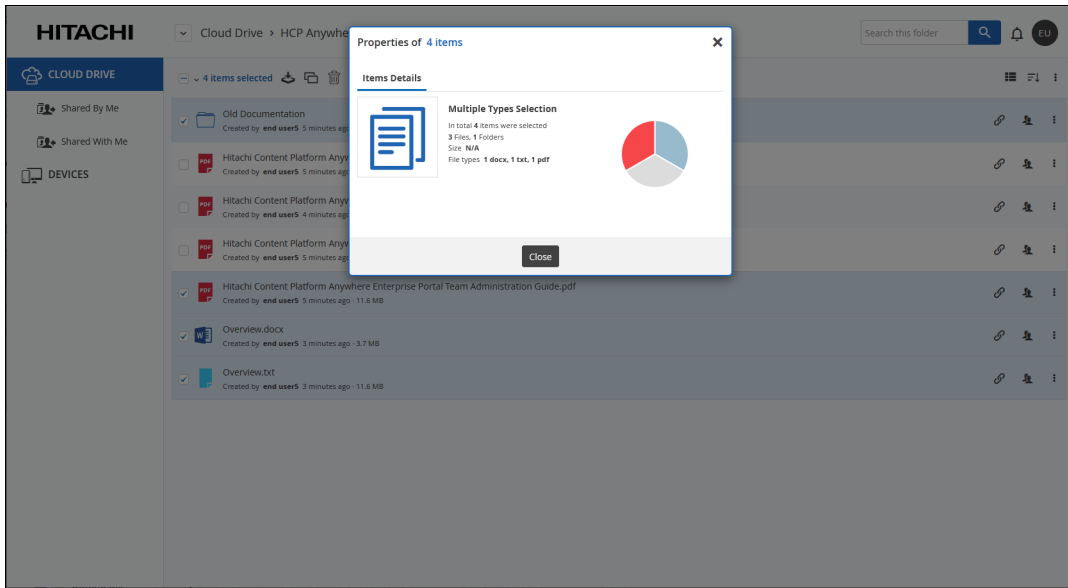 HITACHI
Cloud Drive > HCP Anywhe
Search this folder
EU
Properties of 4 items
Items Details
Multiple Types Selection
In total 4 items were selected
3 Files, 1 Folders
Size N/A
File types 1 docx, 1 txt, 1 pdf
Close
CLOUD DRIVE
Shared By Me
Shared With Me
DEVICES
4 items selected
Old Documentation
Created by end user5 5 minutes ago
PDF
Hitachi Content Platform Anyw
Created by end user5 5 minutes ago
PDF
Hitachi Content Platform Anyw
Created by end user5 4 minutes ago
PDF
Hitachi Content Platform Anyw
Created by end user5 5 minutes ago
PDF
Hitachi Content Platform Anywhere Enterprise Portal Team Administration Guide.pdf
Created by end user5 5 minutes ago · 11.6 MB
W
Overview.docx
Created by end user5 3 minutes ago · 3.7 MB
Overview.txt
Created by end user5 3 minutes ago · 11.6 MB